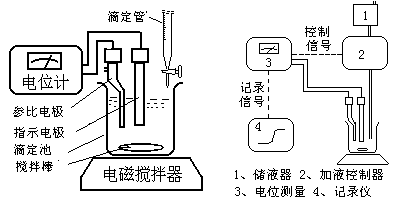 滴定管
电位计
参比电极
指示电极
滴定池
搅拌棒
电磁搅拌器
控制
信号
记录
信号
1
2
3
4
1、储液器 2、加液控制器
3、电位测量 4、记录仪